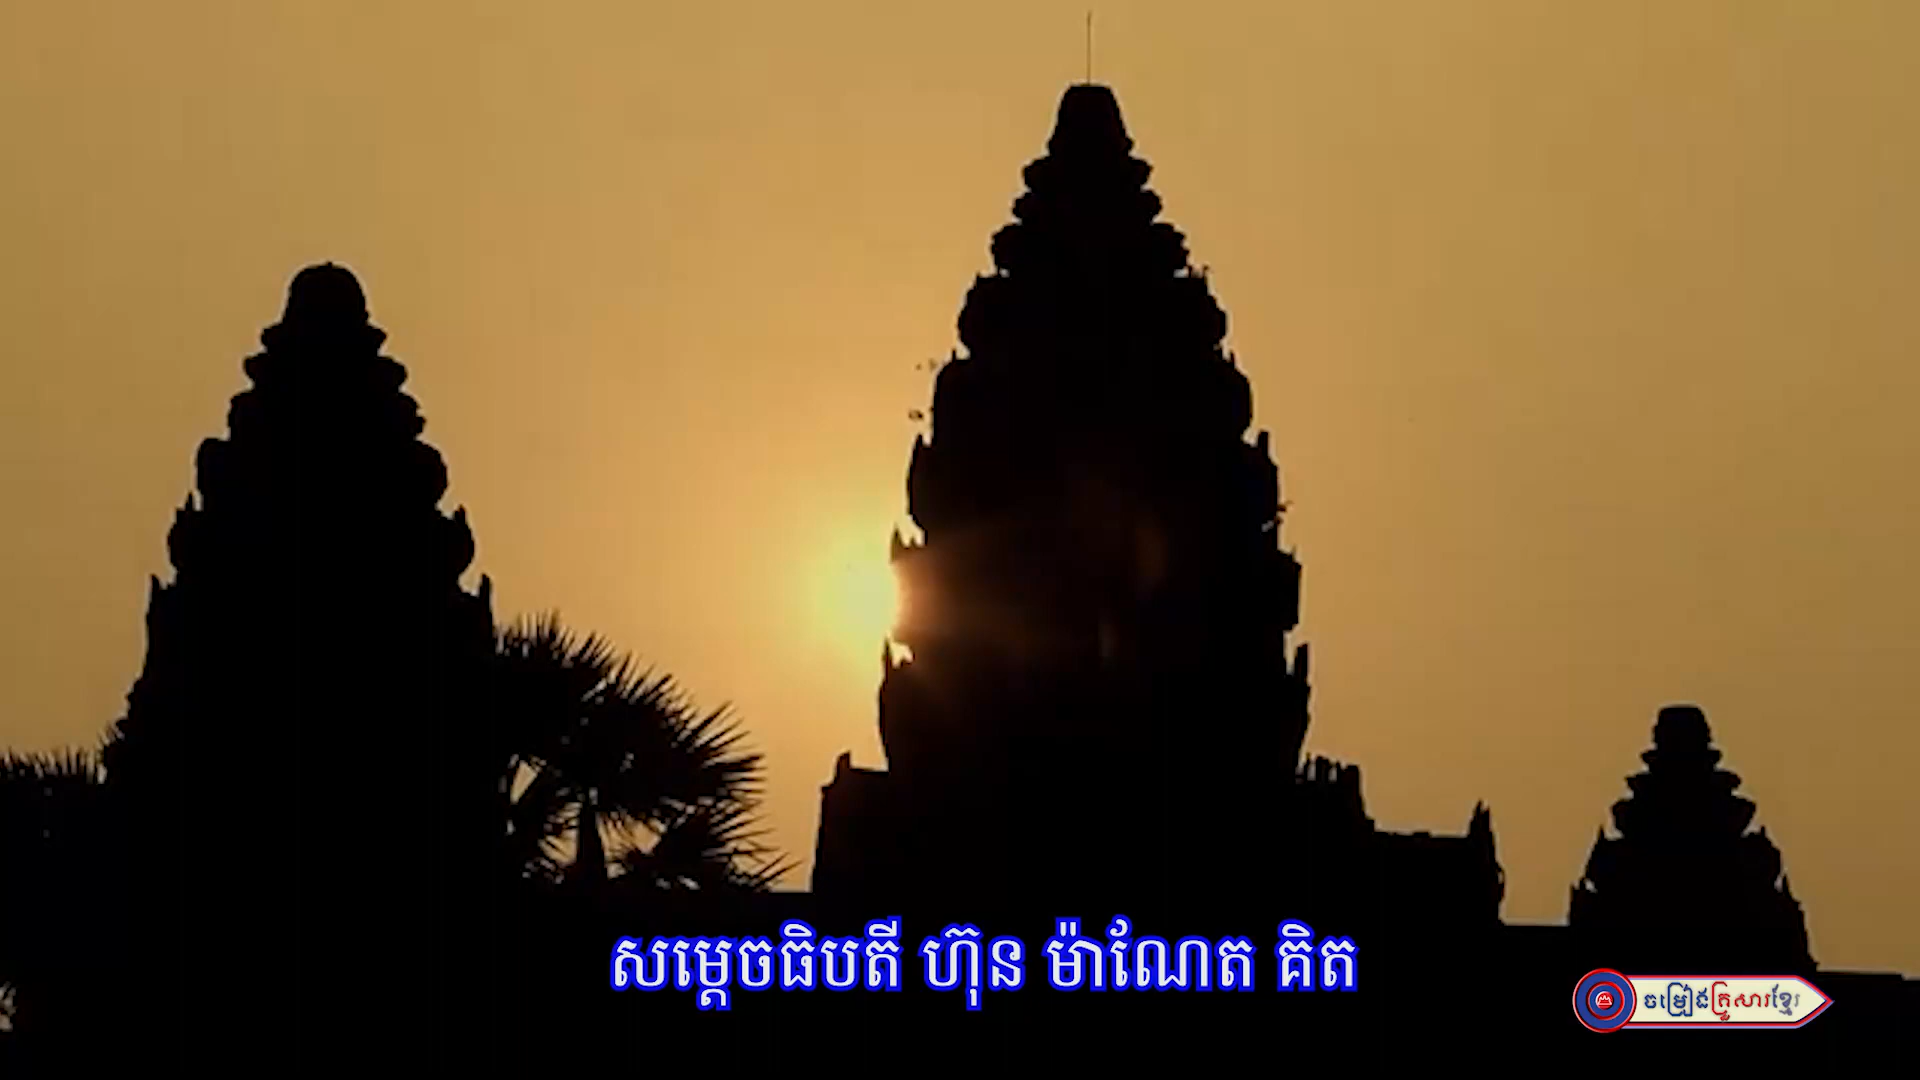 សម្តេចធិបតី ហ៊ុន ម៉ាណែត គិត
ចម្រៀងគ្រួសារខ្មែរ